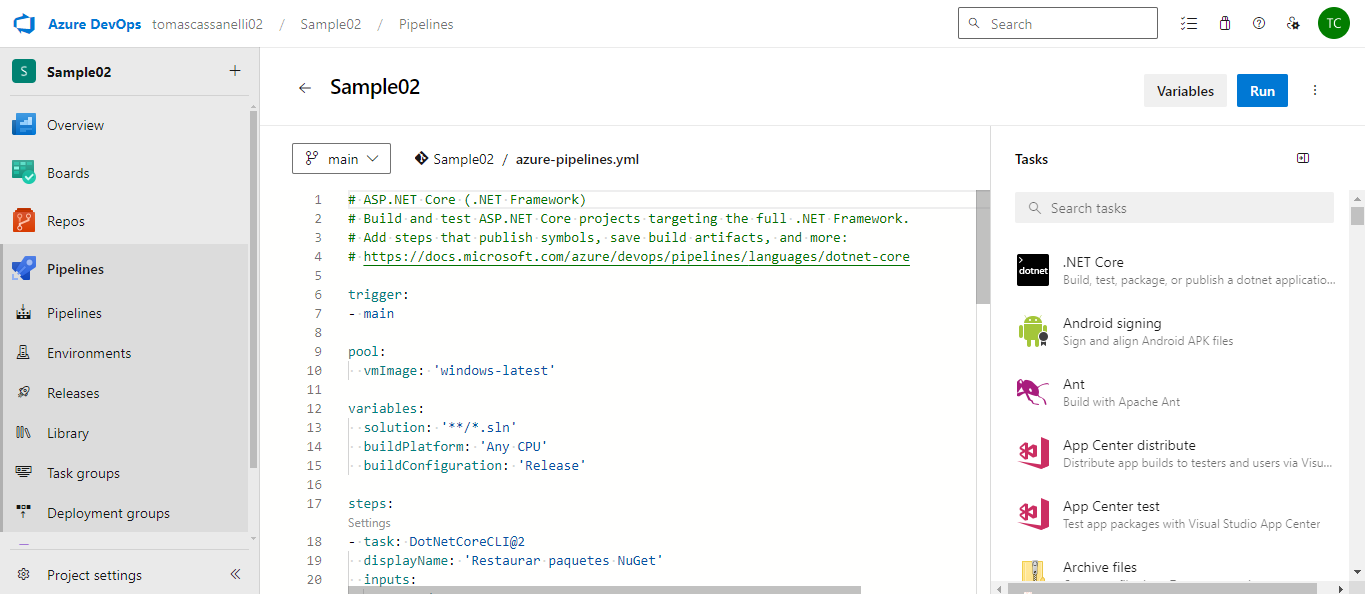 Azure DevOps tomascassanelli02 / Sample02 / Pipelines
Search
TC
S Sample02 +
Overview
Boards
Repos
Pipelines
Pipelines
Environments
Releases
Library
Task groups
Deployment groups
Project settings
Sample02
Variables
Run
main
Sample02 / azure-pipelines.yml
1 # ASP.NET Core (.NET Framework)
2 # Build and test ASP.NET Core projects targeting the full .NET Framework.
3 # Add steps that publish symbols, save build artifacts, and more:
4 # https://docs.microsoft.com/azure/devops/pipelines/languages/dotnet-core
5
6 trigger:
7 - main
8
9 pool:
10 vmImage: 'windows-latest'
11
12 variables:
13 solution: '**/*.sln'
14 buildPlatform: 'Any CPU'
15 buildConfiguration: 'Release'
16
17 steps:
Settings
18 - task: DotNetCoreCLI@2
19 displayName: 'Restaurar paquetes NuGet'
20 inputs:
Tasks
Search tasks
dotnet
.NET Core
Build, test, package, or publish a dotnet applicatio...
Android signing
Sign and align Android APK files
Ant
Build with Apache Ant
App Center distribute
Distribute app builds to testers and users via Visu...
App Center test
Test app packages with Visual Studio App Center
Archive files